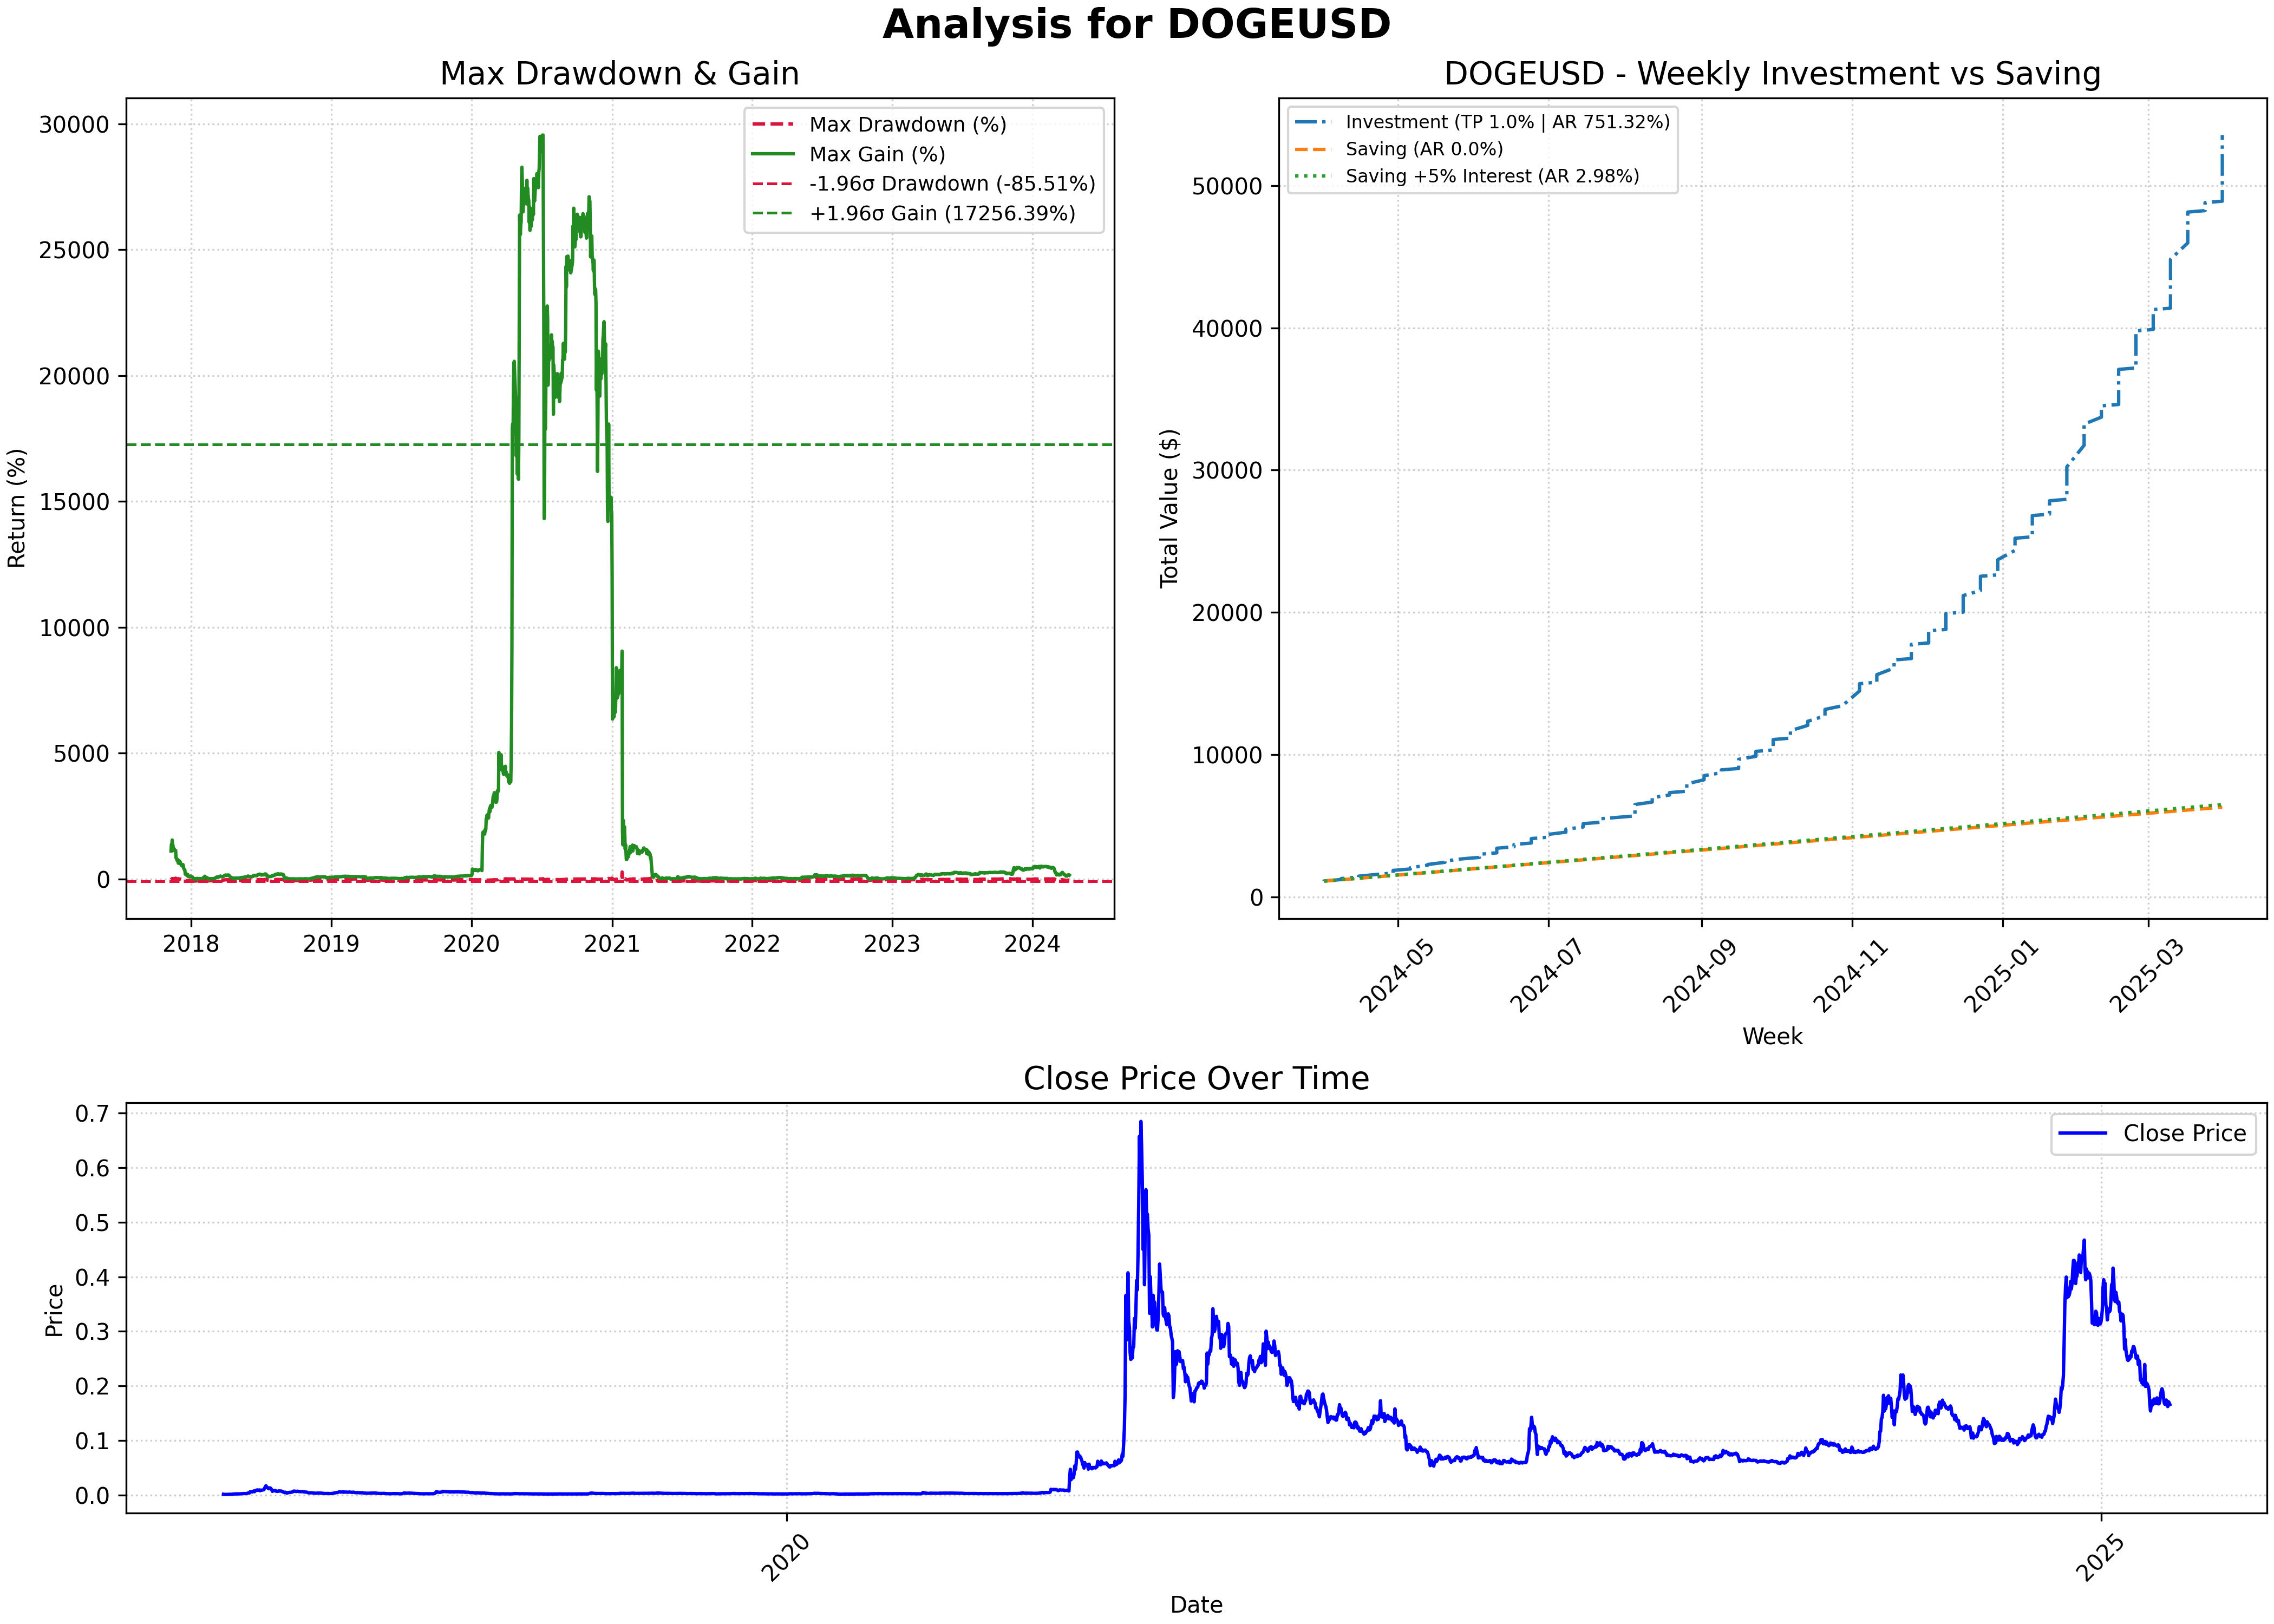 Analysis for DOGEUSD
Max Drawdown & Gain
Return (%)
30000
25000
20000
15000
10000
5000
0
2018
2019
2020
2021
2022
2023
2024
Max Drawdown (%)
Max Gain (%)
-1.96σ Drawdown (-85.51%)
+1.96σ Gain (17256.39%)
DOGEUSD - Weekly Investment vs Saving
Total Value ($)
50000
40000
30000
20000
10000
0
Investment (TP 1.0% | AR 751.32%)
Saving (AR 0.0%)
Saving +5% Interest (AR 2.98%)
2024-05
2024-07
2024-09
2024-11
2025-01
2025-03
Week
Close Price Over Time
Price
0.7
0.6
0.5
0.4
0.3
0.2
0.1
0.0
Close Price
2020
2025
Date